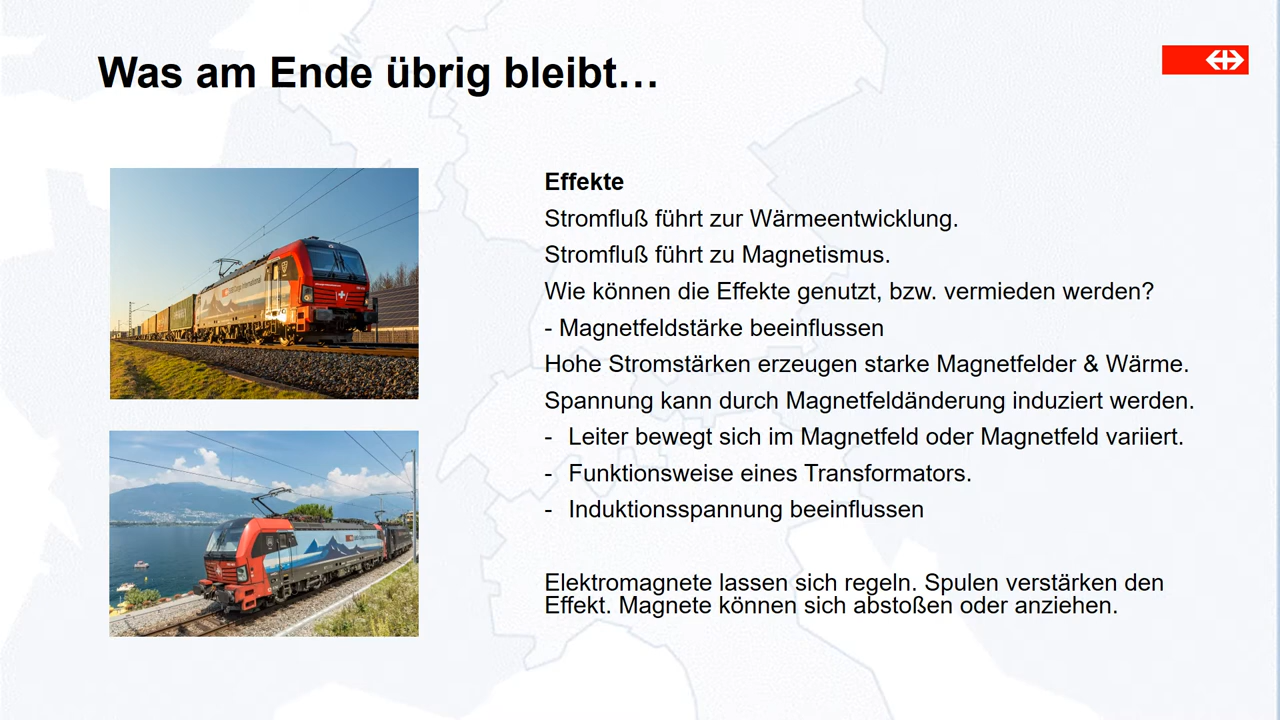 Was am Ende übrig bleibt…
Effekte
Stromfluß führt zur Wärmeentwicklung.
Stromfluß führt zu Magnetismus.
Wie können die Effekte genutzt, bzw. vermieden werden?
- Magnetfeldstärke beeinflussen
Hohe Stromstärken erzeugen starke Magnetfelder & Wärme.
Spannung kann durch Magnetfeldänderung induziert werden.
- Leiter bewegt sich im Magnetfeld oder Magnetfeld variiert.
- Funktionsweise eines Transformators.
- Induktionsspannung beeinflussen
Elektromagnete lassen sich regeln. Spulen verstärken den
Effekt. Magnete können sich abstoßen oder anziehen.